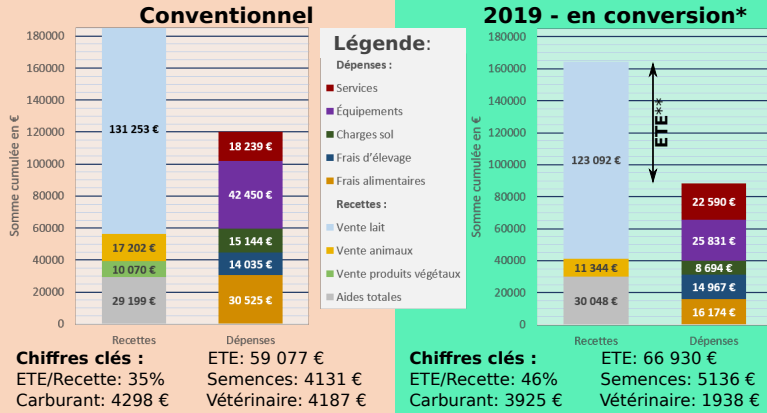 Conventionnel
180000
160000
140000
120000
100000
80000
60000
40000
20000
0
Somme cumulée en €
131 253 €
17 202 €
10 070 €
29 199 €
18 239 €
42 450 €
15 144 €
14 035 €
30 525 €
Recettes
Dépenses
Légende:
Dépenses :
Services
Équipements
Charges sol
Frais d'élevage
Frais alimentaires
Recettes :
Vente lait
Vente animaux
Vente produits végétaux
Aides totales
2019 - en conversion*
180000
160000
140000
120000
100000
80000
60000
40000
20000
0
Somme cumulée en €
123 092 €
11 344 €
30 048 €
ETE**
22 590 €
25 831 €
8 694 €
14 967 €
16 174 €
Recettes
Dépenses
Chiffres clés :
ETE: 59 077 €
ETE/Recette: 35%
Semences: 4131 €
Carburant: 4298 €
Vétérinaire: 4187 €
Chiffres clés :
ETE: 66 930 €
ETE/Recette: 46%
Semences: 5136 €
Carburant: 3925 €
Vétérinaire: 1938 €